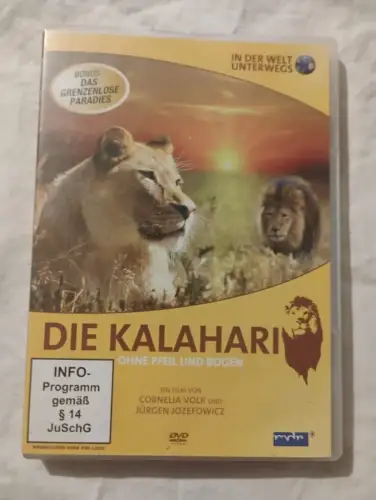 IN DER WELT
UNTERWEGS
BONUS:
DAS
GRENZENLOSE
PARADIES
DIE KALAHARI
OHNE PFEIL UND BOGEN
INFO-
Programm
gemäß
§ 14
JuSchG
EIN FILM VON
CORNELIA VOLK UND
JÜRGEN JOZEFOWICZ
DVD
mdr